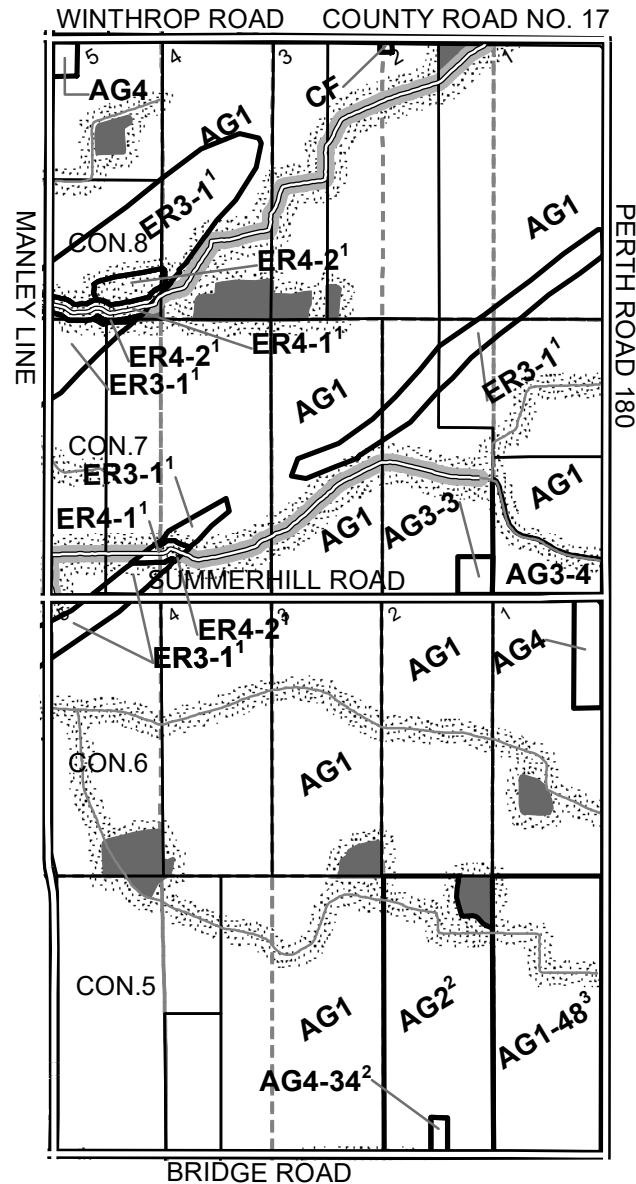 WINTHROP ROAD COUNTY ROAD NO. 17
5 4 3 2 1
AG4
CF
AG1
ER3-1¹
AG1
CON.8
ER4-2¹
MANLEY LINE
PERTH ROAD 180
ER4-2¹
ER4-1¹
ER3-1¹
ER3-1¹
AG1
CON.7
ER3-1¹
AG1
ER4-1¹
AG1
AG3-3
SUMMERHILL ROAD
AG3-4
5 4 3 2 1
ER4-2¹
ER3-1¹
AG1
AG4
CON.6
AG1
CON.5
AG1
AG2²
AG1-48³
AG4-34²
BRIDGE ROAD